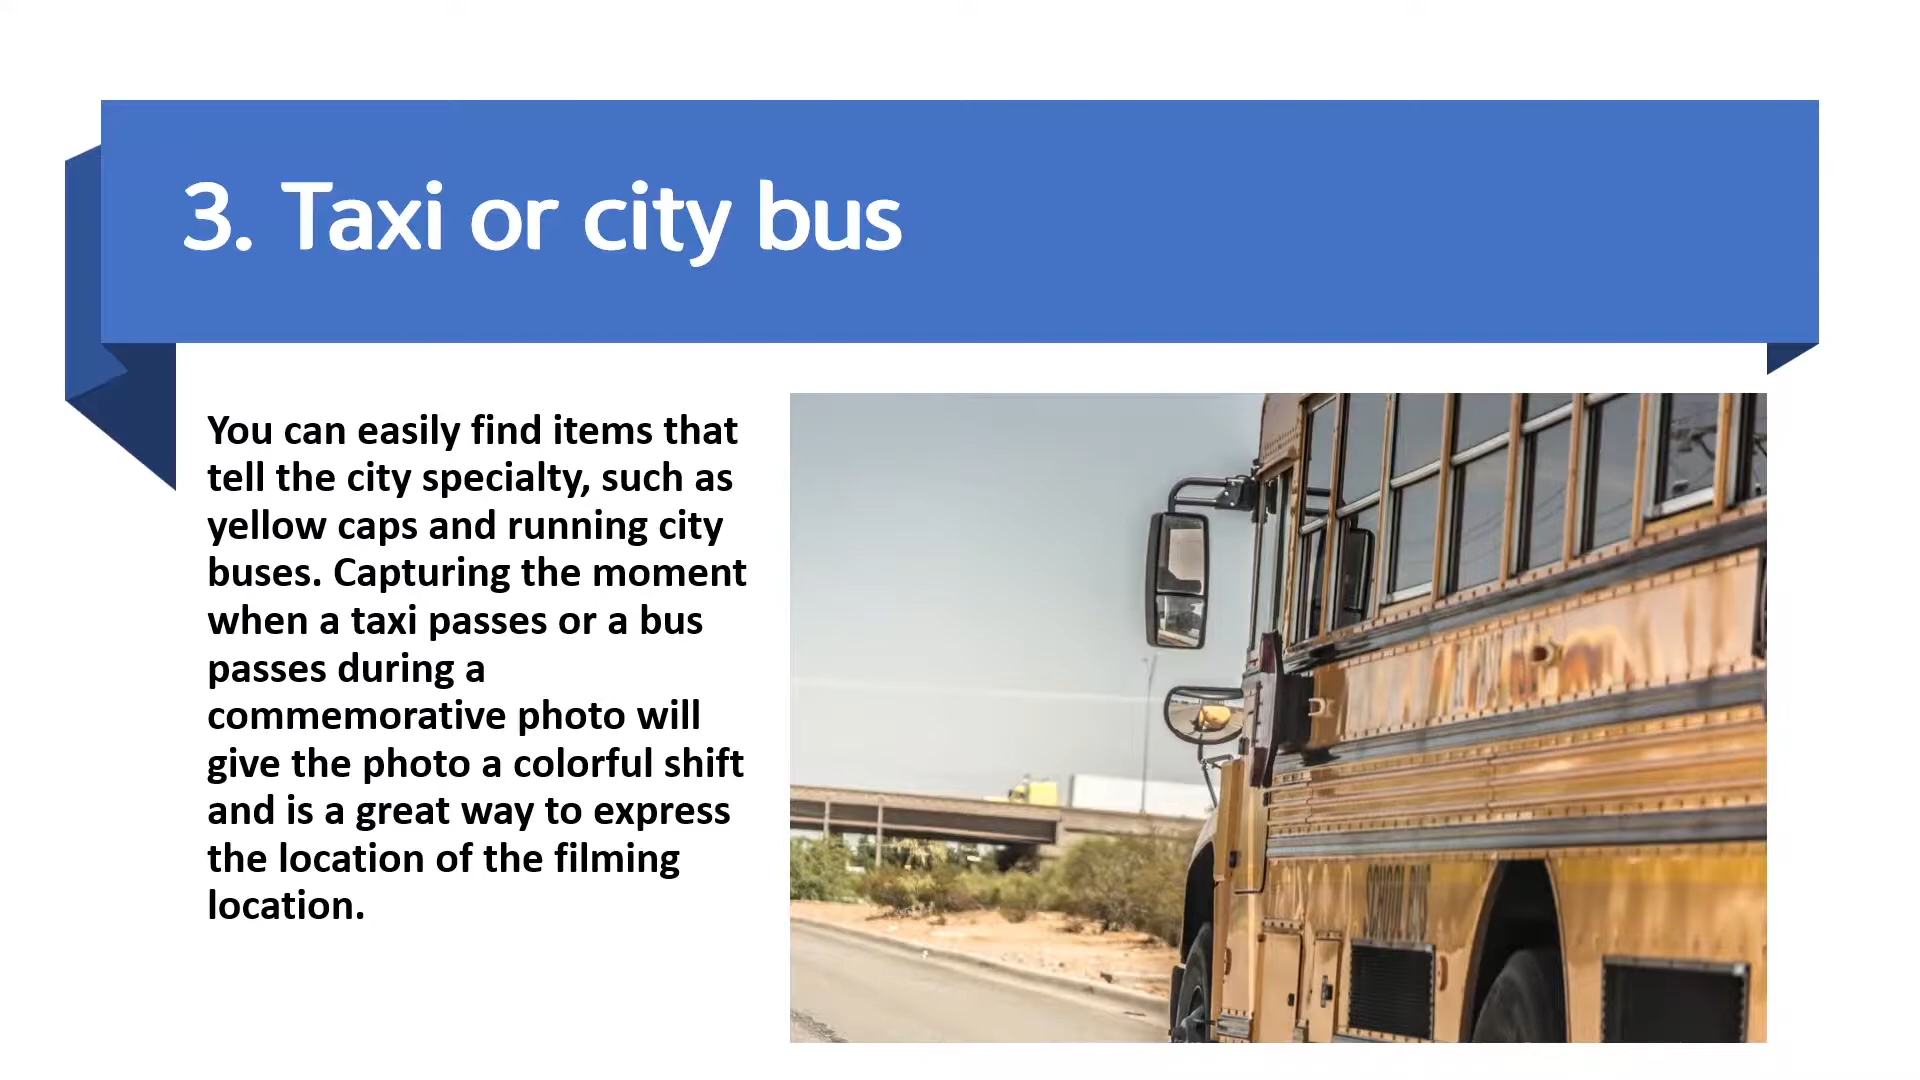 3. Taxi or city bus
You can easily find items that
tell the city specialty, such as
yellow caps and running city
buses. Capturing the moment
when a taxi passes or a bus
passes during a
commemorative photo will
give the photo a colorful shift
and is a great way to express
the location of the filming
location.
SCHOOL BUS